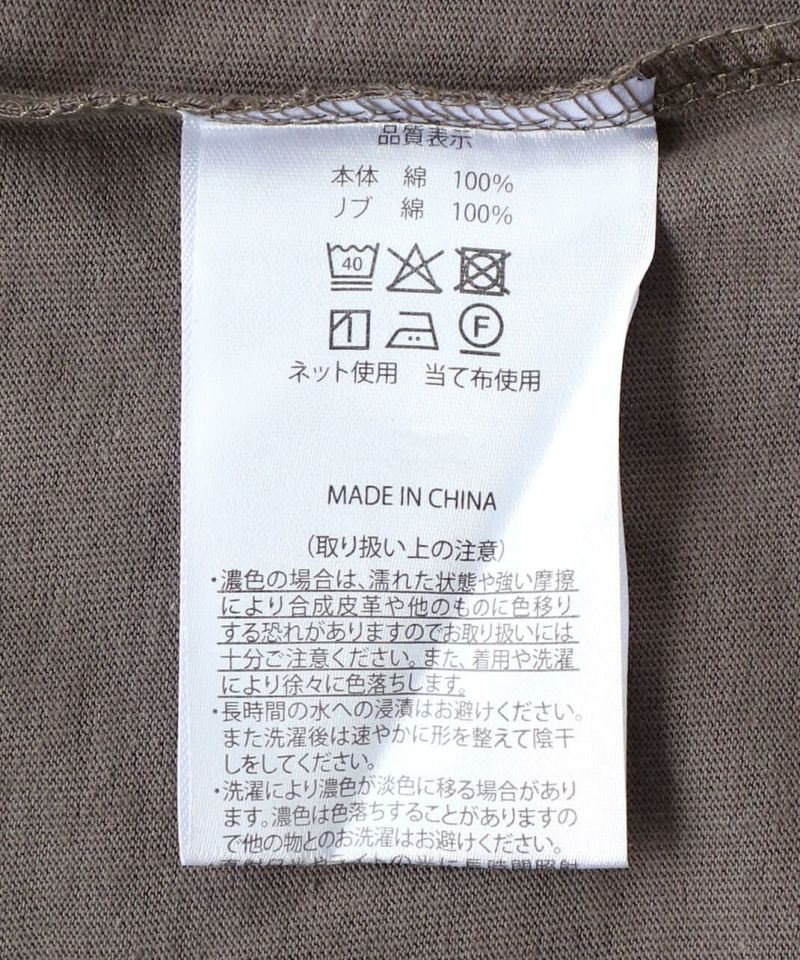 品質表示
本体 綿 100%
リブ 綿 100%
40
F
ネット使用 当て布使用
MADE IN CHINA
(取り扱い上の注意)
・濃色の場合は、濡れた状態や強い摩擦
により合成皮革や他のものに色移り
する恐れがありますのでお取り扱いには
十分ご注意ください。また、着用や洗濯
により徐々に色落ちします。
・長時間の水への浸漬はお避けください。
また洗濯後は速やかに形を整えて陰干
しをしてください。
・洗濯により濃色が淡色に移る場合があり
ます。濃色は色落ちすることがありますの
で他の物とのお洗濯はお避けください。